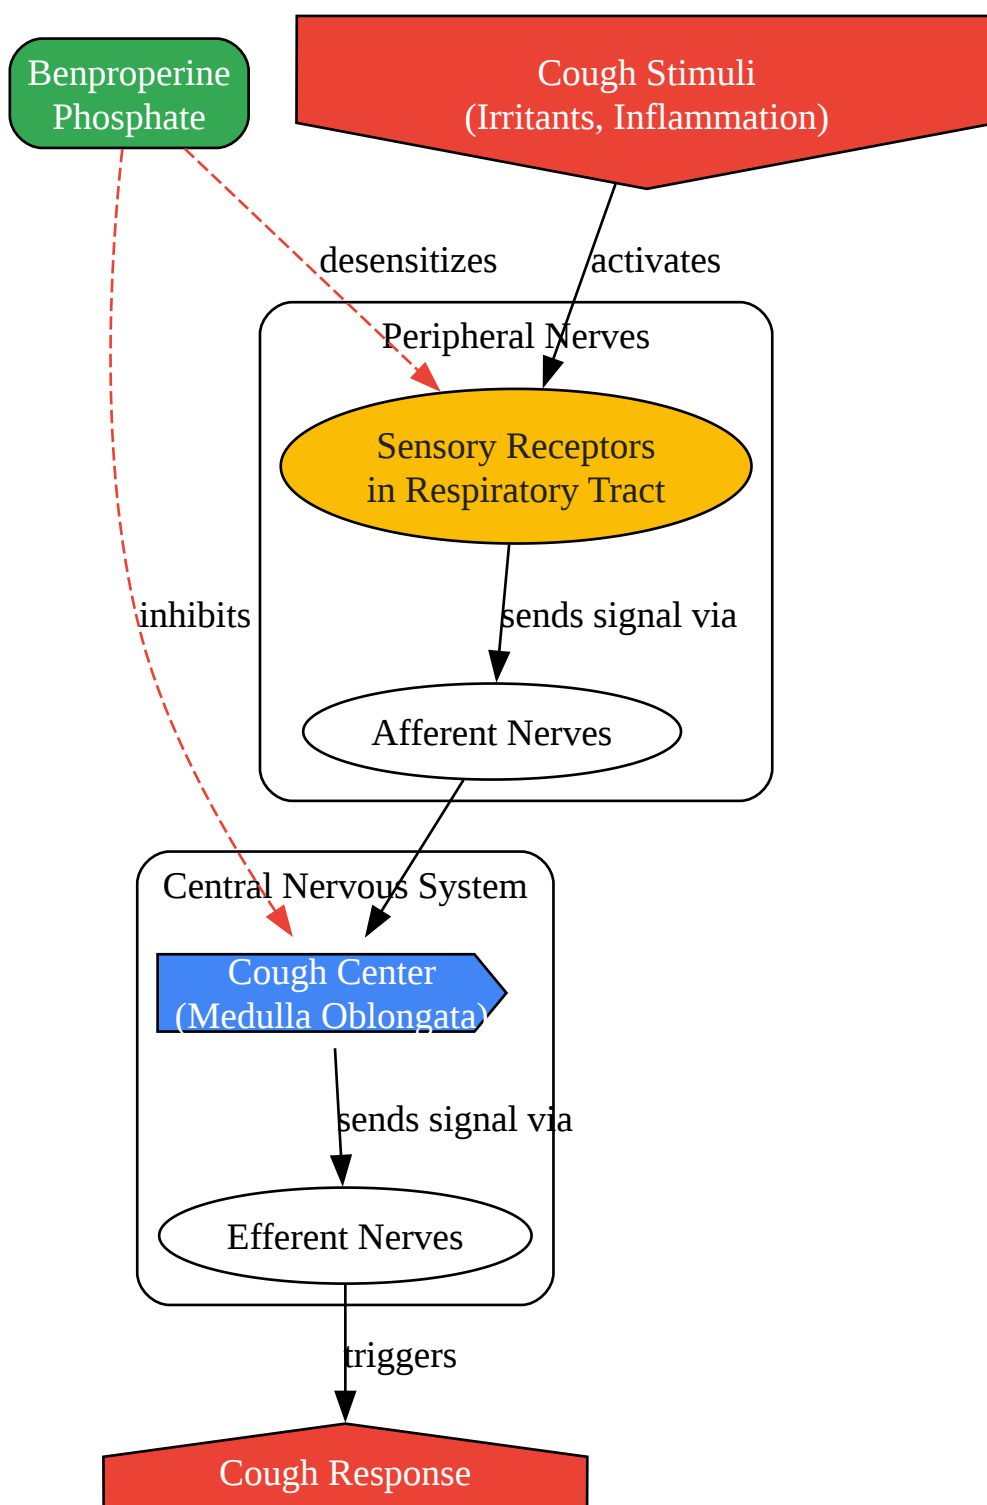 Benproperine
Phosphate
Cough Stimuli
(Irritants, Inflammation)
desensitizes
activates
Peripheral Nerves
Sensory Receptors
in Respiratory Tract
inhibits
sends signal via
Afferent Nerves
Central Nervous System
Cough Center
(Medulla Oblongata)
sends signal via
Efferent Nerves
triggers
Cough Response